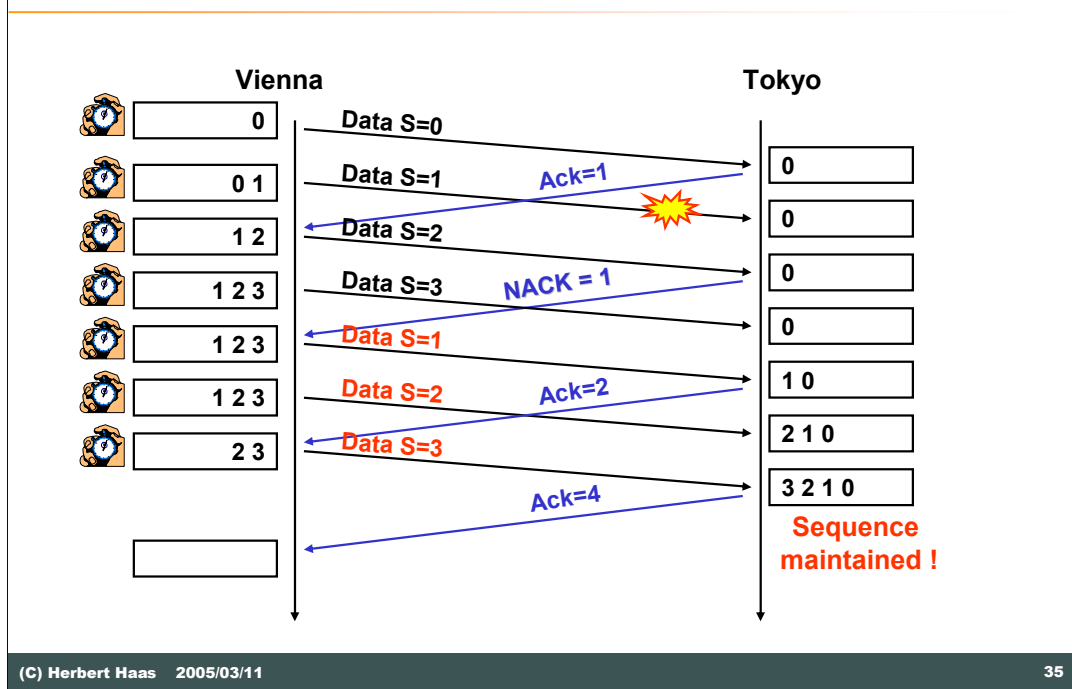 Vienna
Tokyo
0
Data S=0
0
0 1
Data S=1
Ack=1
0
1 2
Data S=2
0
1 2 3
Data S=3
NACK = 1
0
1 2 3
Data S=1
1 0
1 2 3
Data S=2
Ack=2
2 1 0
2 3
Data S=3
3 2 1 0
Ack=4
Sequence
maintained !
(C) Herbert Haas 2005/03/11
35